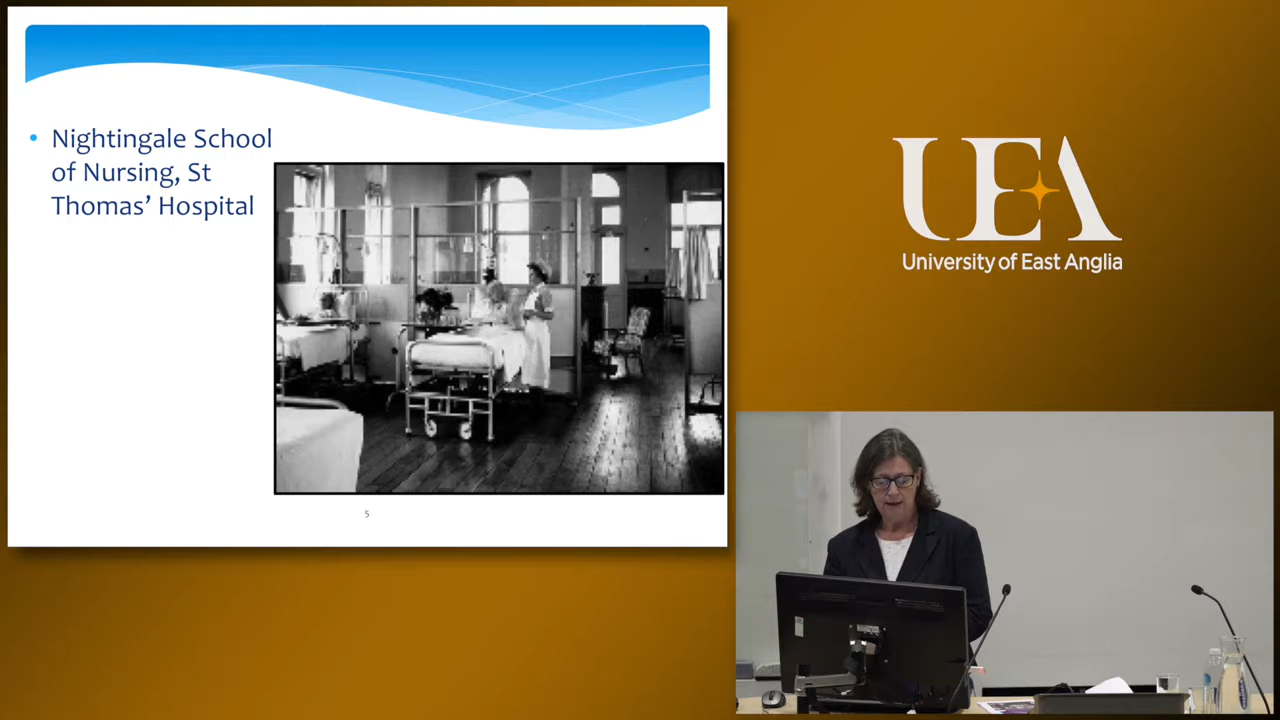 • Nightingale School
of Nursing, St
Thomas’ Hospital
5
UEA
University of East Anglia